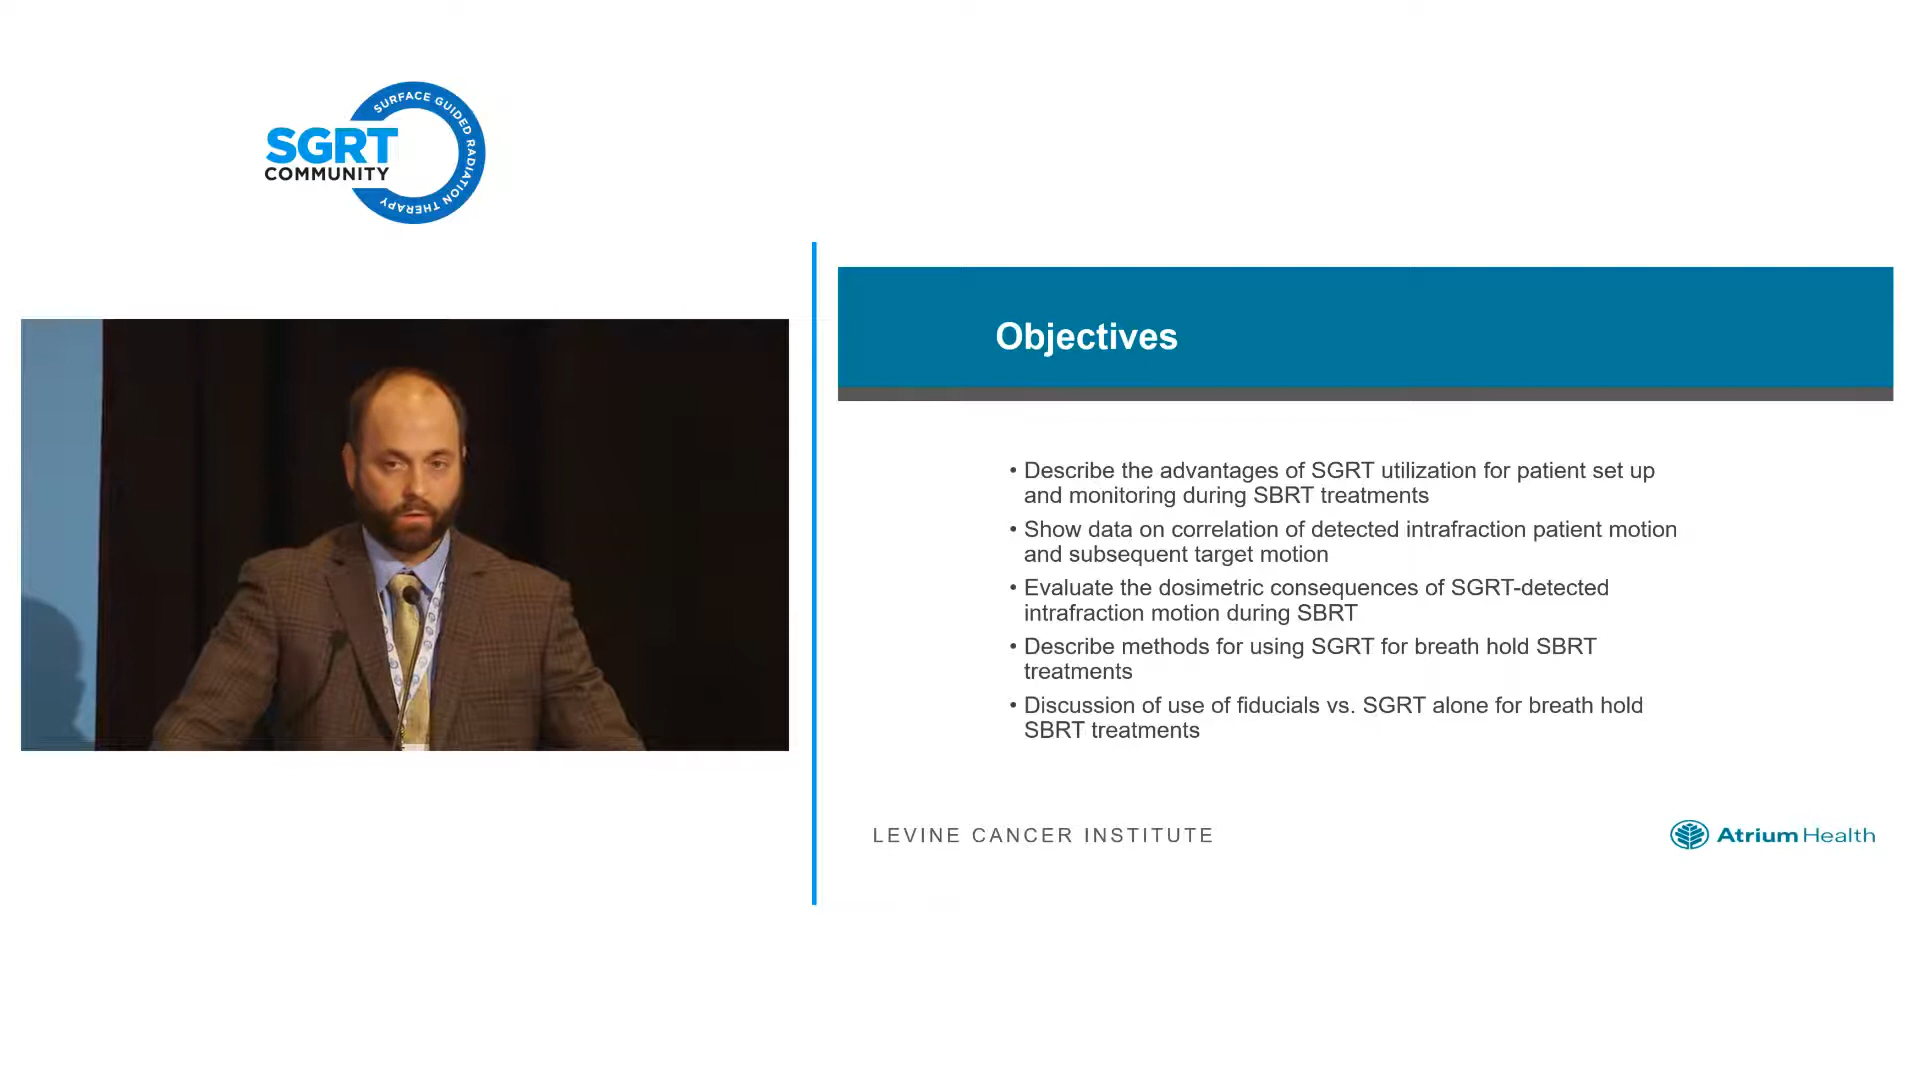 SURFACE GUIDED RADIATION THERAPY
SGRT
COMMUNITY
Objectives
• Describe the advantages of SGRT utilization for patient set up
and monitoring during SBRT treatments
• Show data on correlation of detected intrafraction patient motion
and subsequent target motion
• Evaluate the dosimetric consequences of SGRT-detected
intrafraction motion during SBRT
• Describe methods for using SGRT for breath hold SBRT
treatments
• Discussion of use of fiducials vs. SGRT alone for breath hold
SBRT treatments
LEVINE CANCER INSTITUTE
Atrium Health